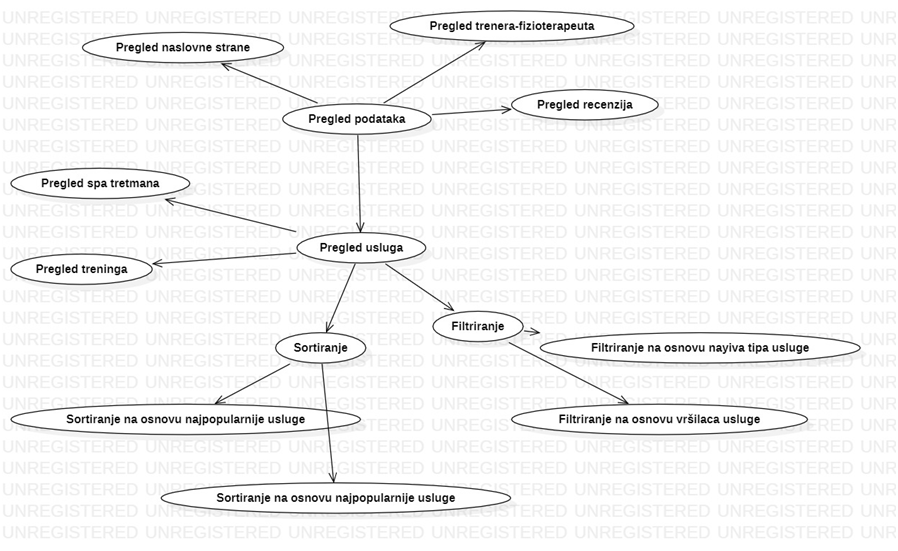 Pregled trenera-fizioterapeuta
Pregled naslovne strane
Pregled recenzija
Pregled podataka
Pregled spa tretmana
Pregled usluga
Pregled treninga
Filtriranje
Sortiranje
Filtriranje na osnovu nayiva tipa usluge
Sortiranje na osnovu najpopularnije usluge
Filtriranje na osnovu vršilaca usluge
Sortiranje na osnovu najpopularnije usluge
UNREGISTERED